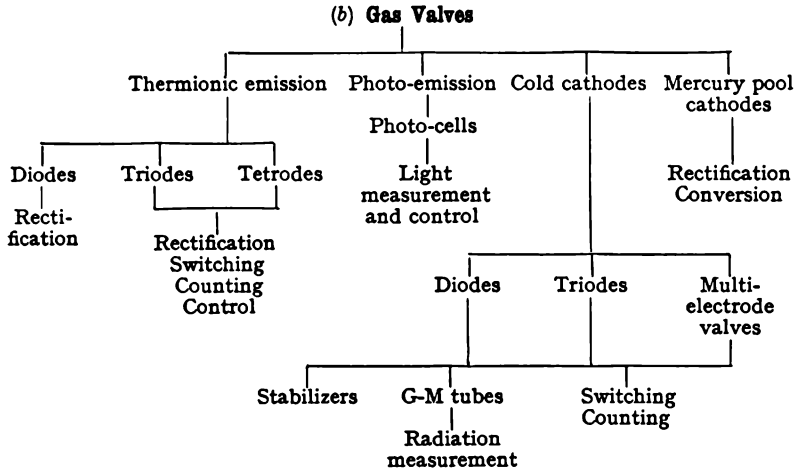 (b) Gas Valves
Thermionic emission
Photo-emission
Cold cathodes
Mercury pool
cathodes
Photo-cells
Diodes
Triodes
Tetrodes
Light
measurement
and control
Rectification
Conversion
Recti-
fication
Rectification
Switching
Counting
Control
Diodes
Triodes
Multi-
electrode
valves
Stabilizers
G-M tubes
Switching
Counting
Radiation
measurement